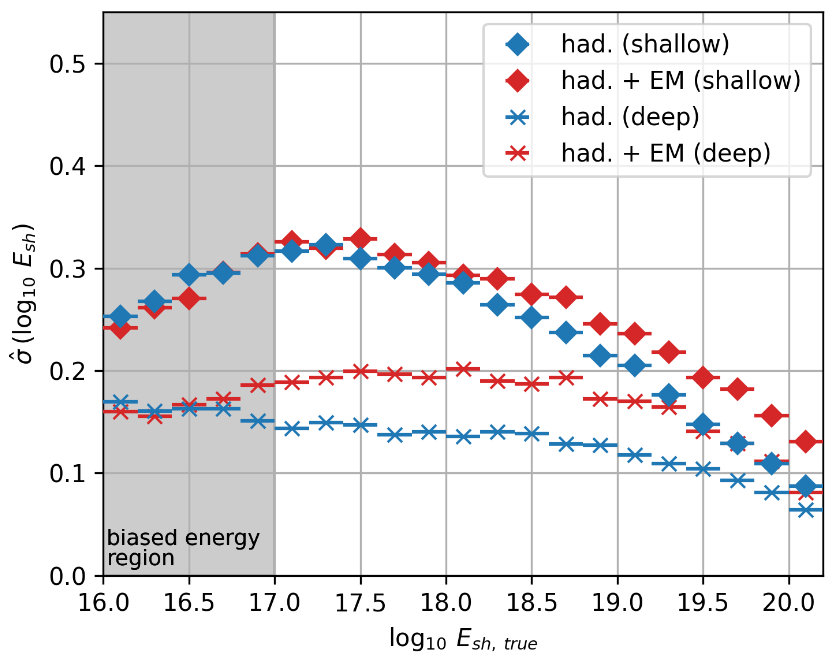 had. (shallow)
had. + EM (shallow)
had. (deep)
had. + EM (deep)
0.5
0.4
0.3
0.2
0.1
0.0
σ̂ (log₁₀ E_sh)
biased energy
region
16.0 16.5 17.0 17.5 18.0 18.5 19.0 19.5 20.0
log₁₀ E_sh, true